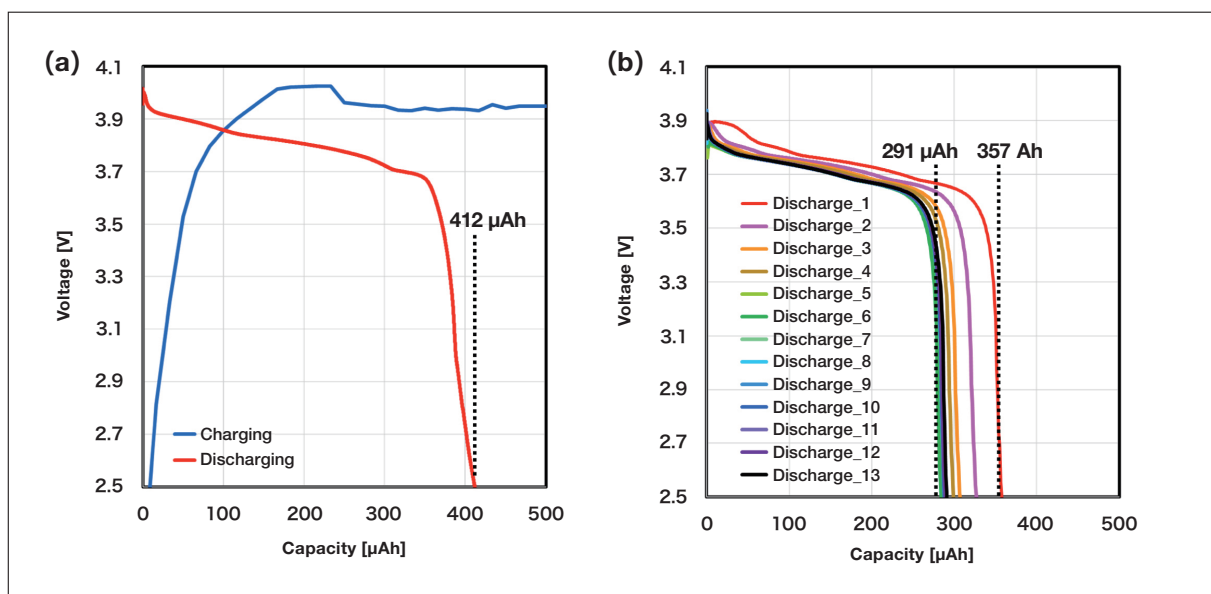 (a)
4.1
3.9
3.7
3.5
3.3
3.1
2.9
2.7
2.5
Voltage [V]
412 µAh
Charging
Discharging
0 100 200 300 400 500
Capacity [µAh]
(b)
4.1
3.9
3.7
3.5
3.3
3.1
2.9
2.7
2.5
Voltage [V]
291 µAh 357 Ah
Discharge_1
Discharge_2
Discharge_3
Discharge_4
Discharge_5
Discharge_6
Discharge_7
Discharge_8
Discharge_9
Discharge_10
Discharge_11
Discharge_12
Discharge_13
0 100 200 300 400 500
Capacity [µAh]